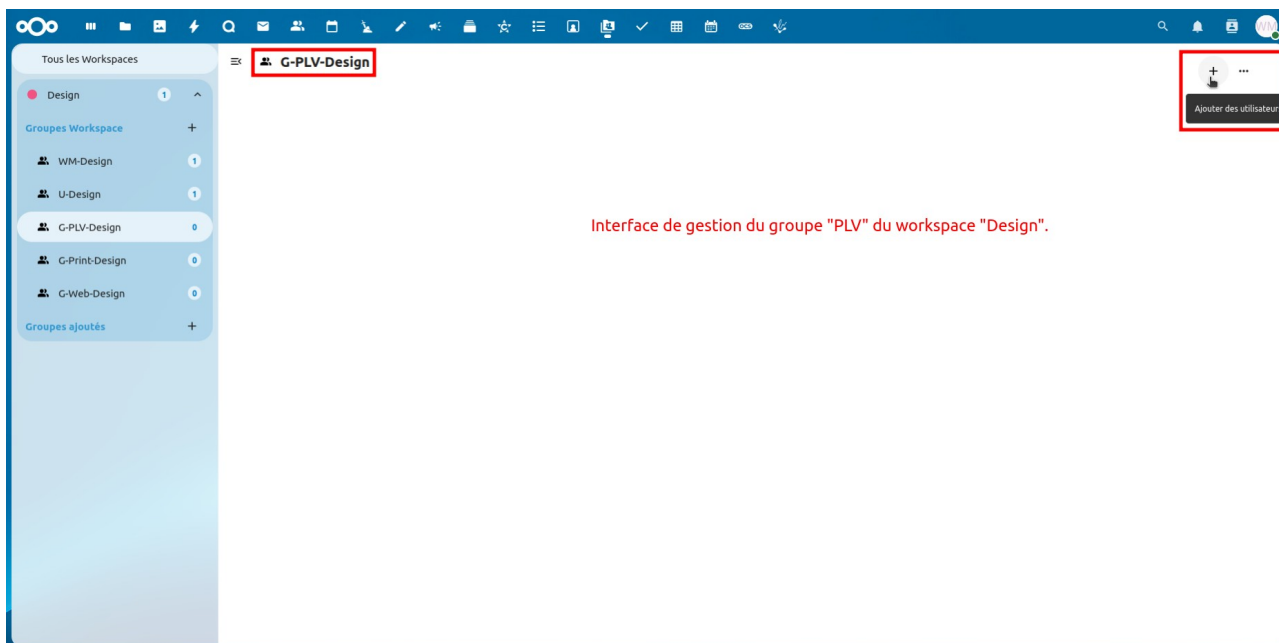 WM
Tous les Workspaces
G-PLV-Design
Design 1
Ajouter des utilisateur
Groupes Workspace +
WM-Design 1
U-Design 1
G-PLV-Design 0
Interface de gestion du groupe "PLV" du workspace "Design".
G-Print-Design 0
G-Web-Design 0
Groupes ajoutés +